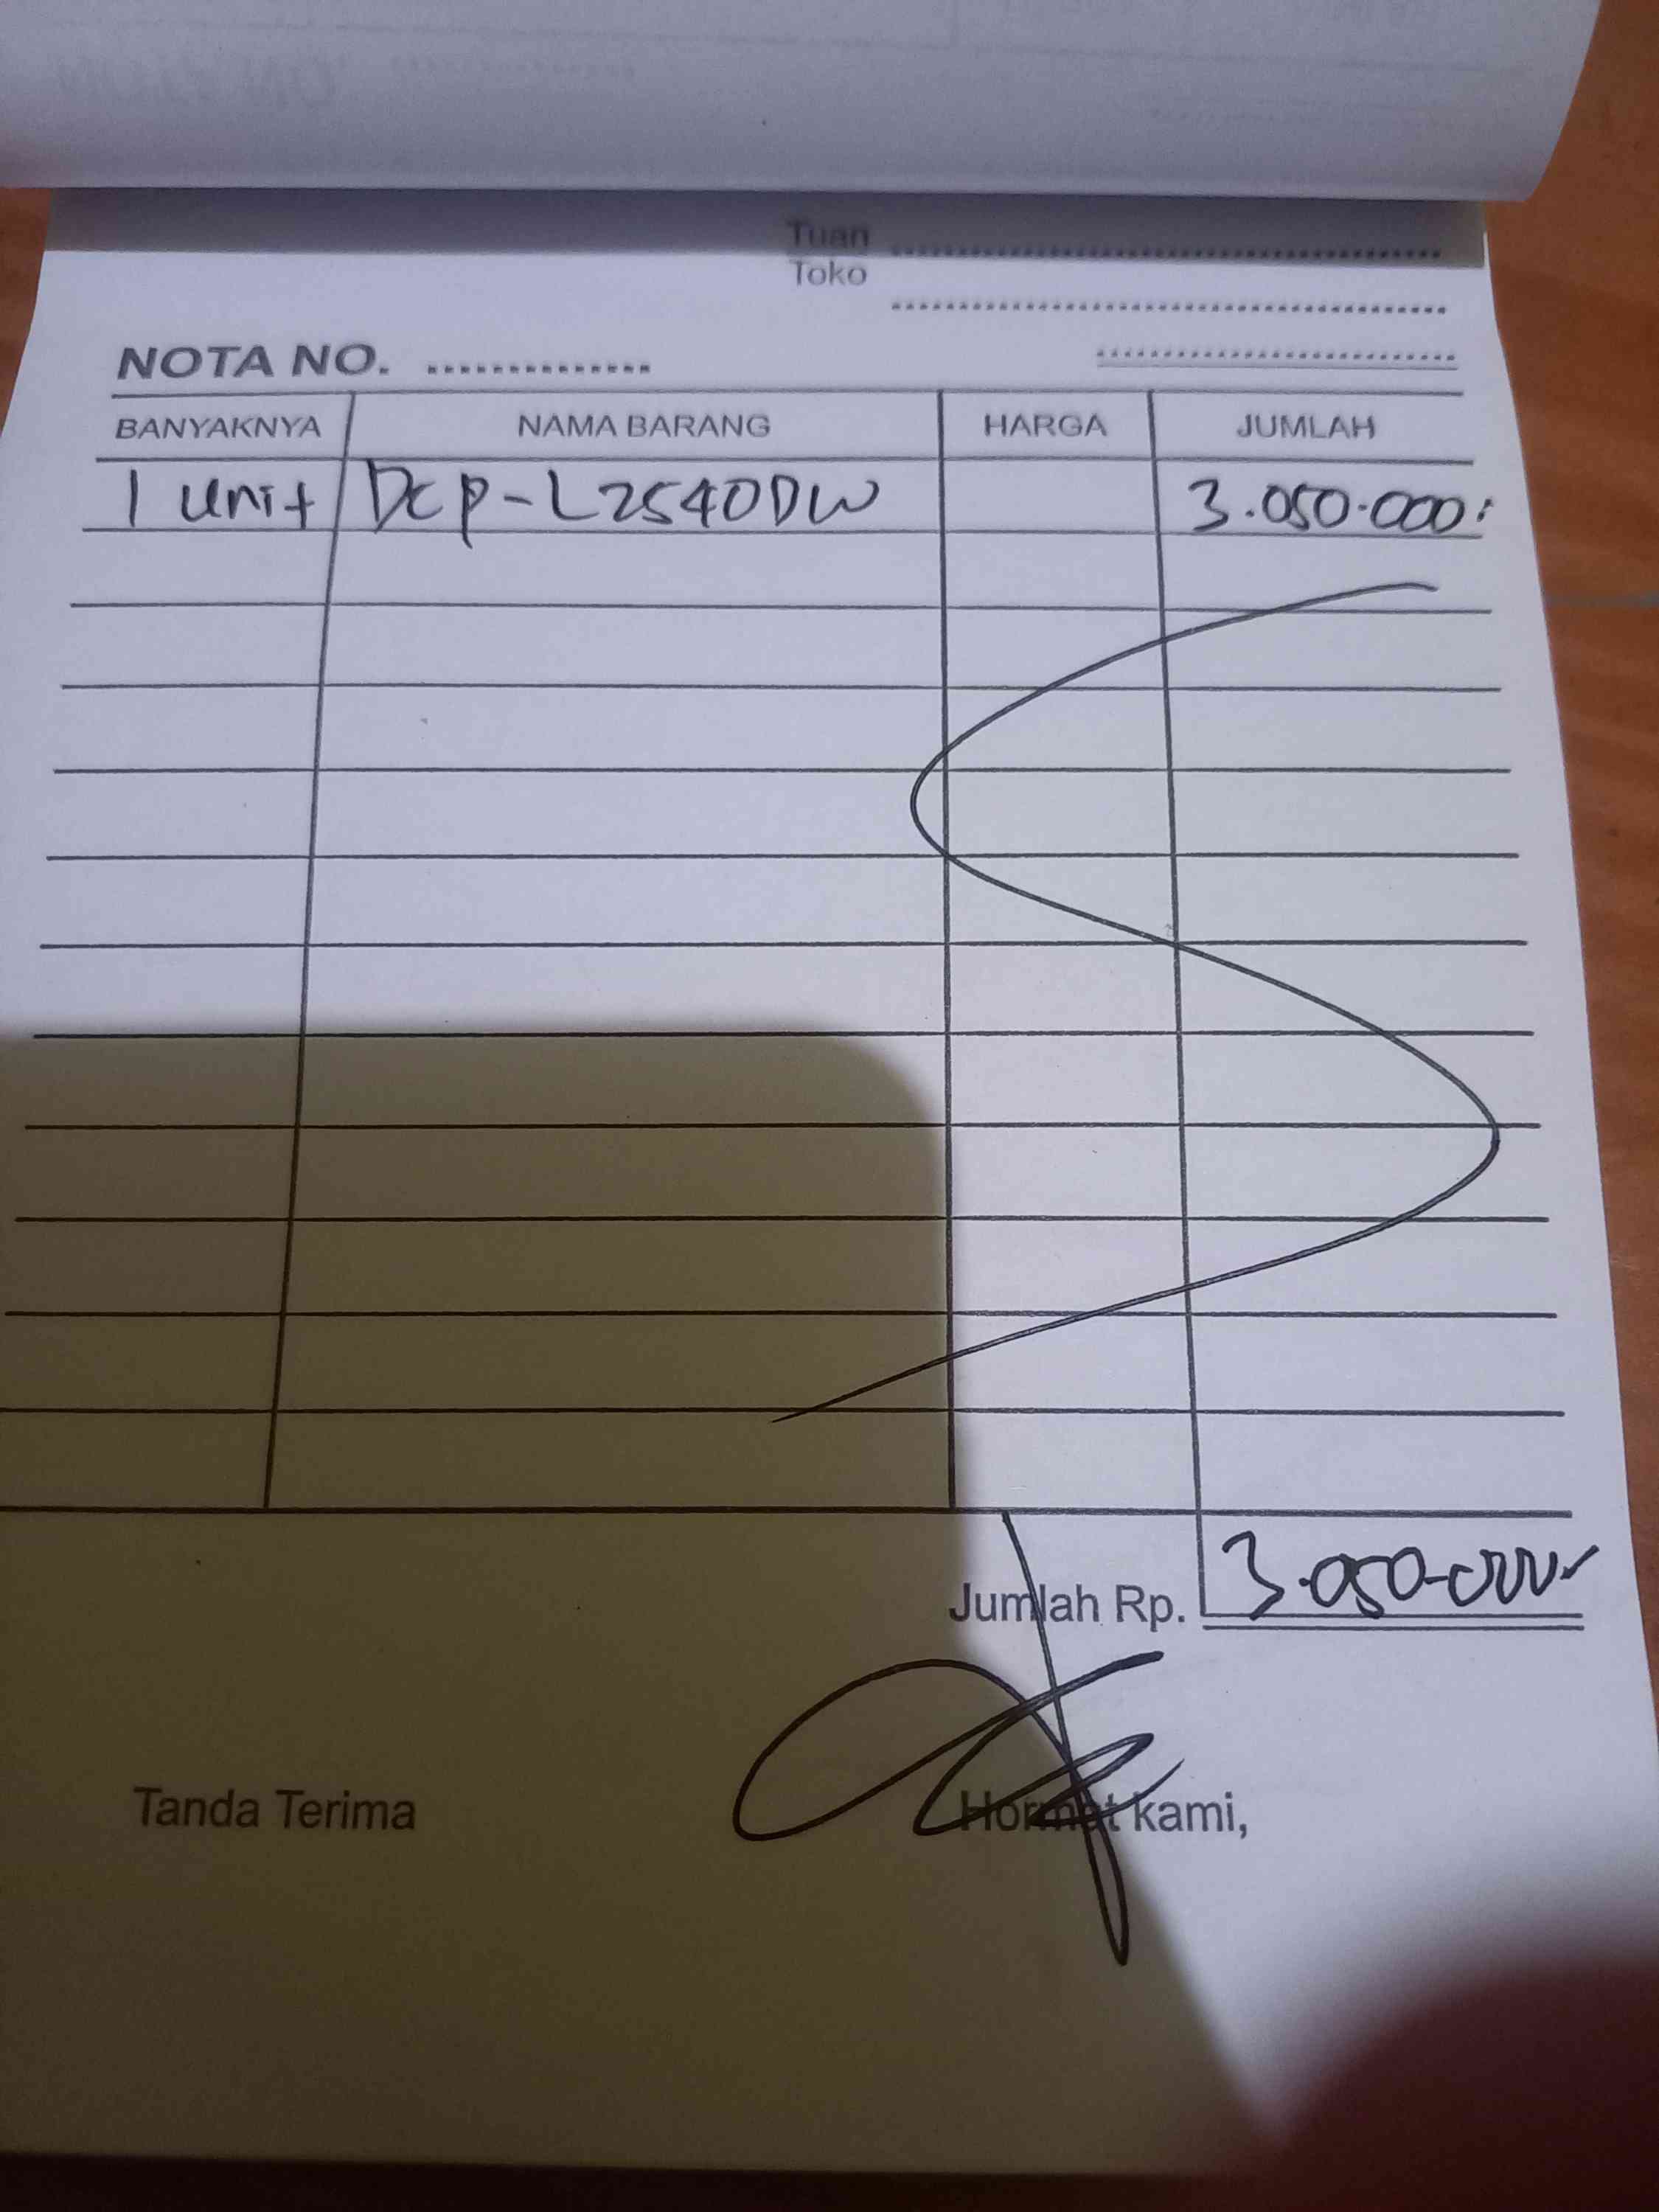 Tuan ........................................
Toko
........................................
NOTA NO. .............. ........................
BANYAKNYA NAMA BARANG HARGA JUMLAH
1 unit DCP-L2540DW 3.050.000:
Jumlah Rp. 3.050-000
Tanda Terima Hormat kami,